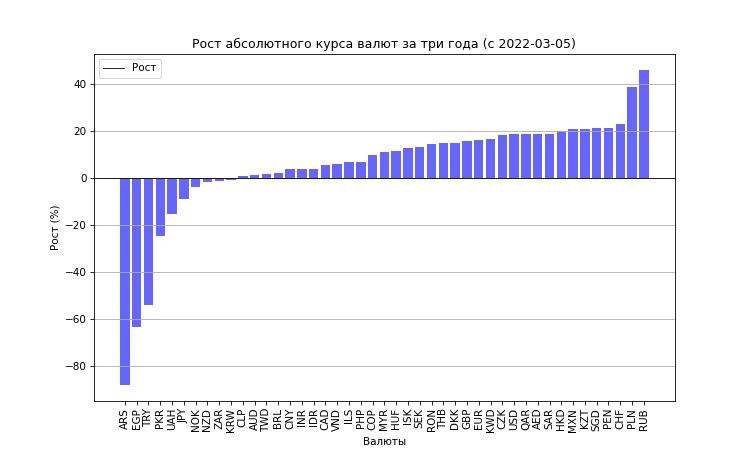 Рост абсолютного курса валют за три года (с 2022-03-05)
Рост
40
20
0
−20
−40
−60
−80
Рост (%)
ARS EGP TRY PKR UAH JPY NOK NZD ZAR KRW CLP AUD TWD BRL CNY INR IDR CAD VND ILS PHP COP MYR HUF ISK SEK RON THB DKK GBP EUR KWD CZK USD QAR AED SAR HKD MXN KZT SGD PEN CHF PLN RUB
Валюты